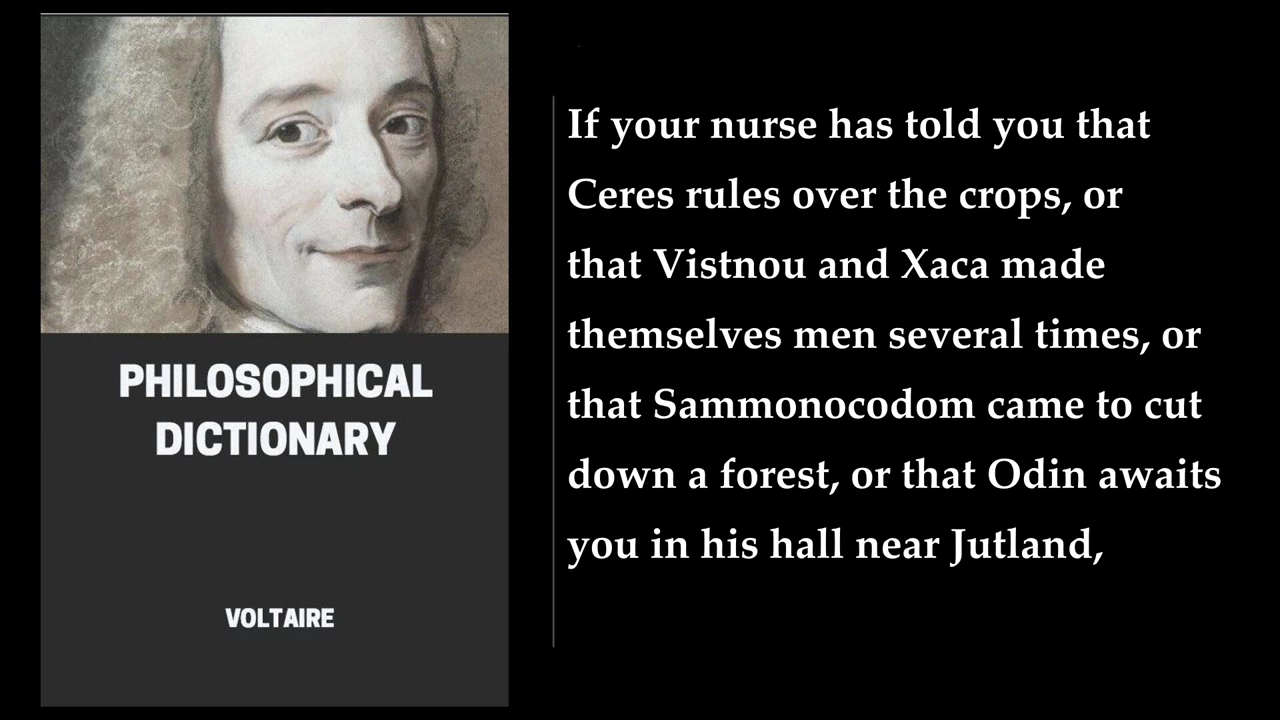 PHILOSOPHICAL
DICTIONARY
VOLTAIRE
If your nurse has told you that
Ceres rules over the crops, or
that Vistnou and Xaca made
themselves men several times, or
that Sammonocodom came to cut
down a forest, or that Odin awaits
you in his hall near Jutland,